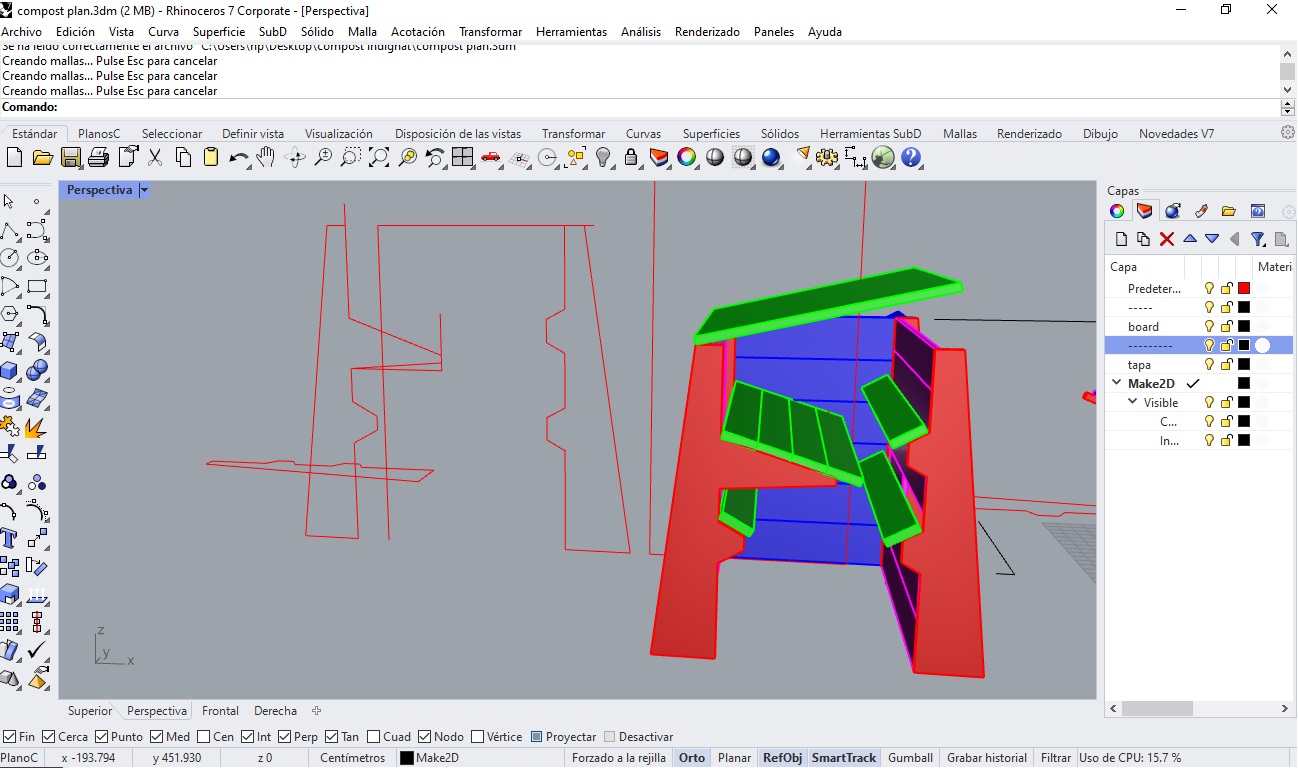 compost plan.3dm (2 MB) - Rhinoceros 7 Corporate - [Perspectiva]
Archivo Edición Vista Curva Superficie SubD Sólido Malla Acotación Transformar Herramientas Análisis Renderizado Paneles Ayuda
Se ha leído correctamente el archivo "C:\Users\hp\Desktop\compost indignat\compost plan.3dm"
Creando mallas... Pulse Esc para cancelar
Creando mallas... Pulse Esc para cancelar
Creando mallas... Pulse Esc para cancelar
Comando:
Estándar PlanosC Seleccionar Definir vista Visualización Disposición de las vistas Transformar Curvas Superficies Sólidos Herramientas SubD Mallas Renderizado Dibujo Novedades V7
Perspectiva
Capas
Capa Materi
Predeter...
-----
board
---------
tapa
Make2D
Visible
C...
In...
z
y
x
Superior Perspectiva Frontal Derecha
Fin Cerca Punto Med Cen Int Perp Tan Cuad Nodo Vértice Proyectar Desactivar
PlanoC x -193.794 y 451.930 z 0 Centímetros Make2D Forzado a la rejilla Orto Planar RefObj SmartTrack Gumball Grabar historial Filtrar Uso de CPU: 15.7 %